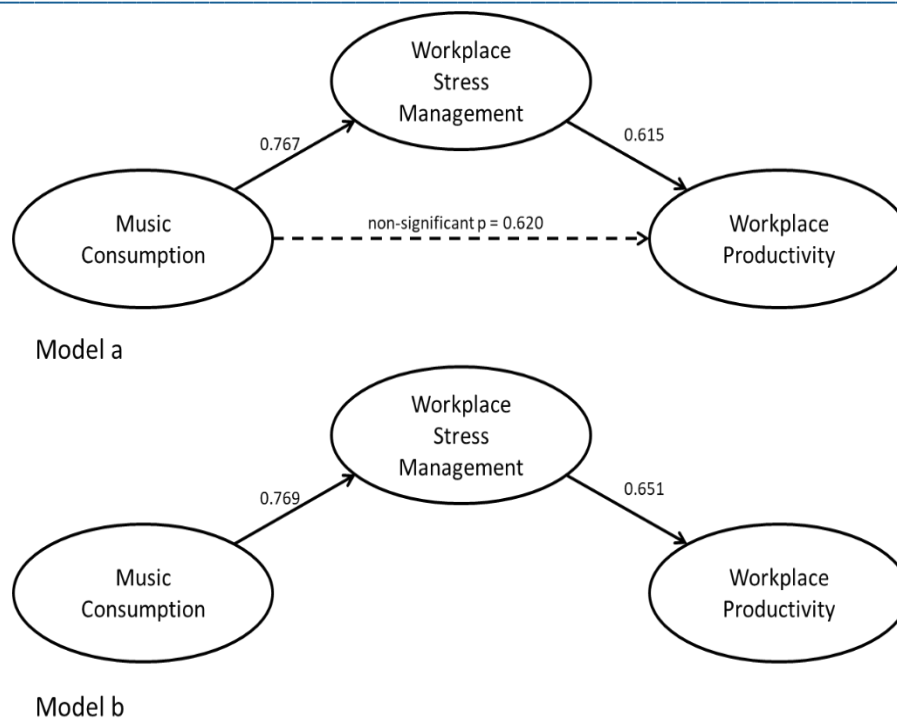 Workplace
Stress
Management
0.767
0.615
Music
Consumption
non-significant p = 0.620
Workplace
Productivity
Model a
Workplace
Stress
Management
0.769
0.651
Music
Consumption
Workplace
Productivity
Model b